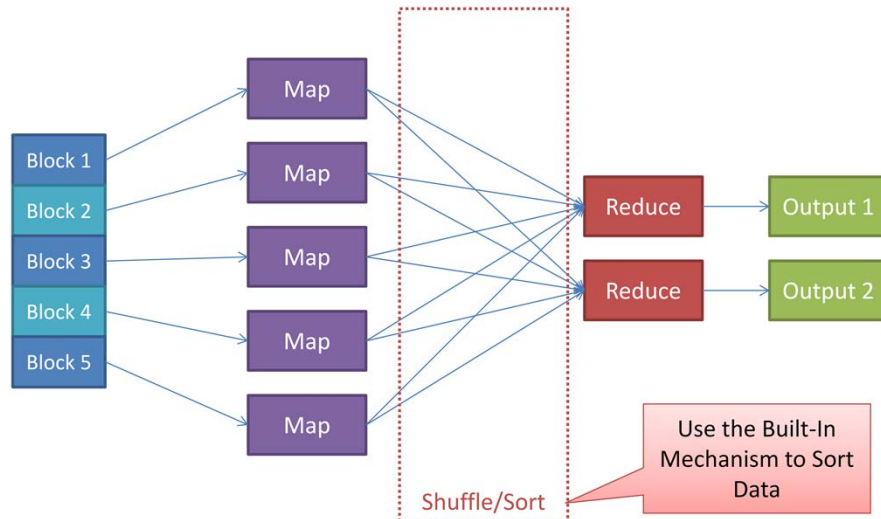 Block 1
Block 2
Block 3
Block 4
Block 5
Map
Map
Map
Map
Map
Shuffle/Sort
Reduce
Reduce
Output 1
Output 2
Use the Built-In
Mechanism to Sort
Data